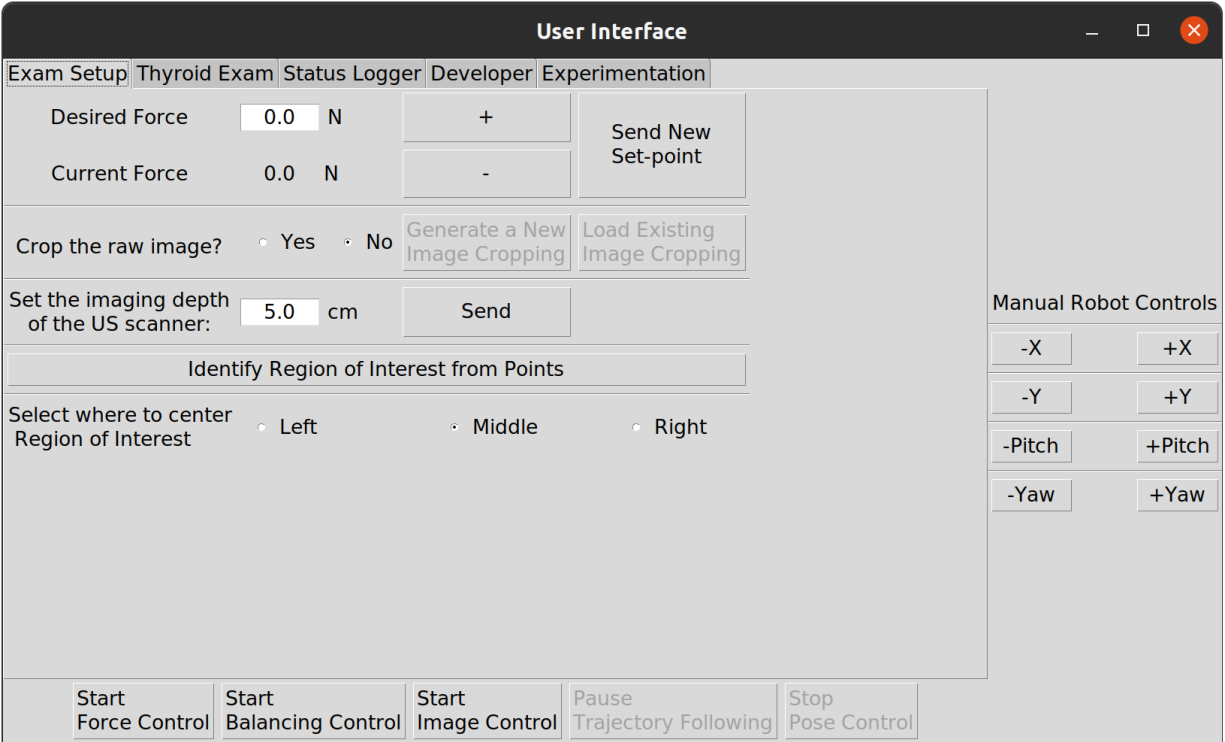 User Interface
Exam Setup Thyroid Exam Status Logger Developer Experimentation
Desired Force 0.0 N +
Send New
Set-point
Current Force 0.0 N -
Crop the raw image? Yes No
Generate a New
Image Cropping
Load Existing
Image Cropping
Set the imaging depth
of the US scanner:
5.0 cm Send
Identify Region of Interest from Points
Select where to center
Region of Interest
Left Middle Right
Manual Robot Controls
-X +X
-Y +Y
-Pitch +Pitch
-Yaw +Yaw
Start
Force Control
Start
Balancing Control
Start
Image Control
Pause
Trajectory Following
Stop
Pose Control